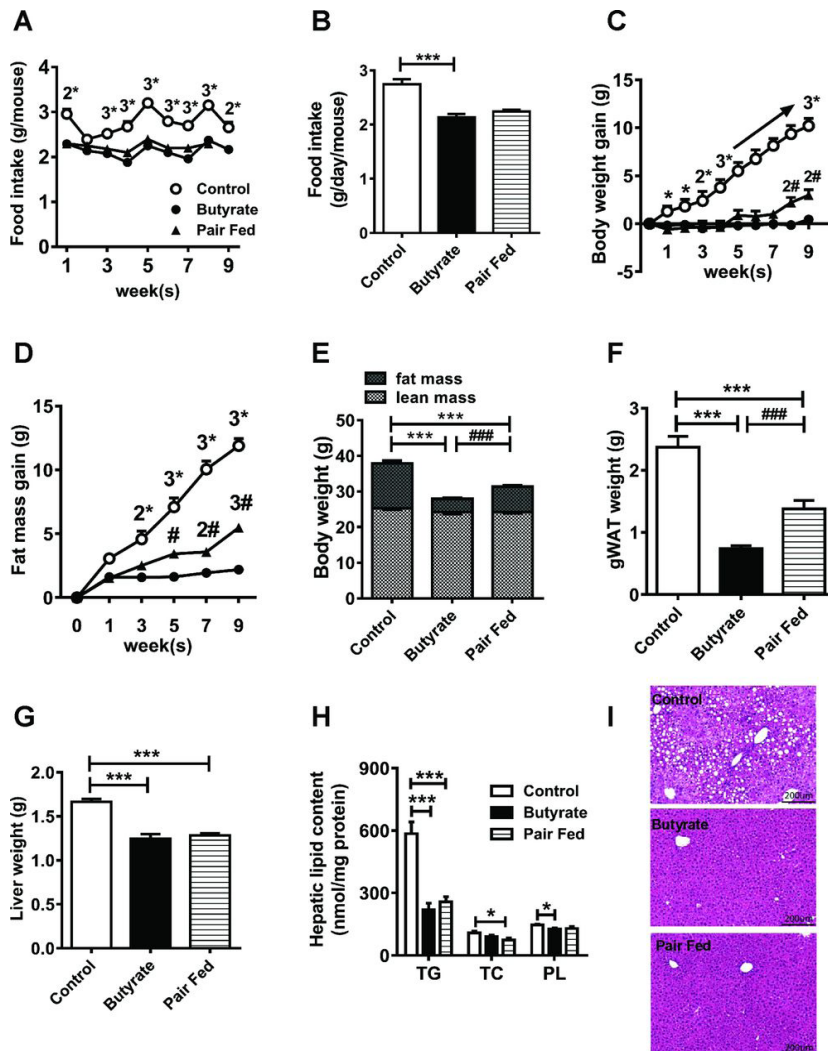 A
Food intake (g/mouse)
4
3
2
1
0
2*
3*
3*
3*
3*
3*
3*
2*
Control
Butyrate
Pair Fed
1 3 5 7 9
week(s)
B
Food intake
(g/day/mouse)
3
2
1
0
***
Control
Butyrate
Pair Fed
C
Body weight gain (g)
15
10
5
0
-5
*
*
2*
3*
3*
2#
2#
1 3 5 7 9
week(s)
D
Fat mass gain (g)
15
10
5
0
2*
3*
3*
3*
#
2#
3#
0 1 3 5 7 9
week(s)
E
fat mass
lean mass
Body weight (g)
50
40
30
20
10
0
***
***
###
Control
Butyrate
Pair Fed
F
gWAT weight (g)
3
2
1
0
***
***
###
Control
Butyrate
Pair Fed
G
Liver weight (g)
2.0
1.5
1.0
0.5
0.0
***
***
Control
Butyrate
Pair Fed
H
Hepatic lipid content
(nmol/mg protein)
900
600
300
0
***
***
*
*
Control
Butyrate
Pair Fed
TG TC PL
I
Control
200um
Butyrate
200um
Pair Fed
200um